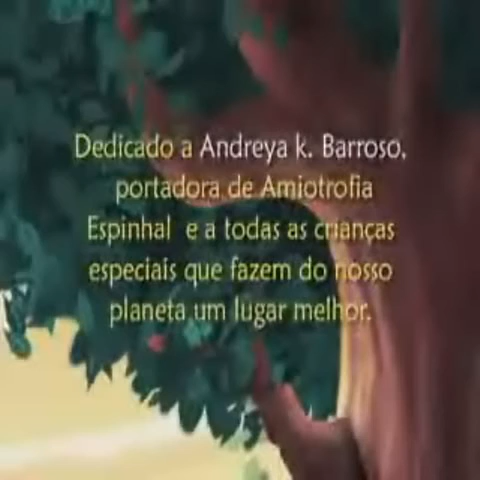 Dedicado a Andreya k. Barroso,
portadora de Amiotrofia
Espinhal e a todas as crianças
especiais que fazem do nosso
planeta um lugar melhor.